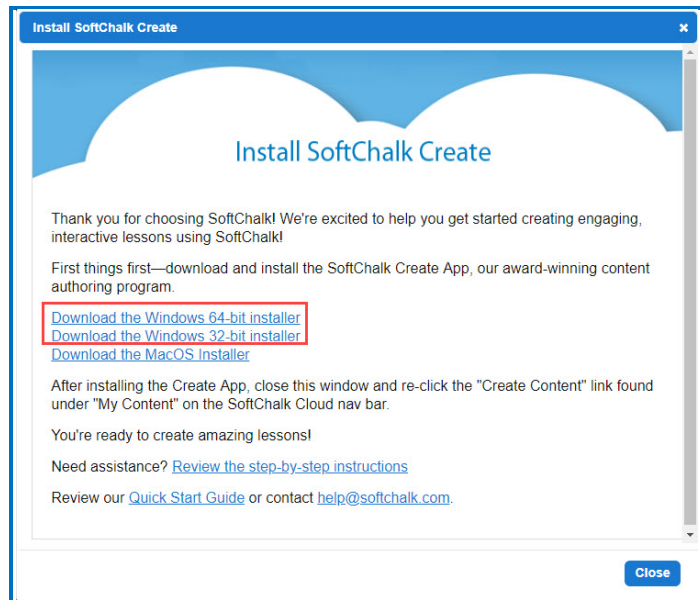 Install SoftChalk Create
Install SoftChalk Create
Thank you for choosing SoftChalk! We're excited to help you get started creating engaging,
interactive lessons using SoftChalk!
First things first—download and install the SoftChalk Create App, our award-winning content
authoring program.
Download the Windows 64-bit installer
Download the Windows 32-bit installer
Download the MacOS Installer
After installing the Create App, close this window and re-click the "Create Content" link found
under "My Content" on the SoftChalk Cloud nav bar.
You're ready to create amazing lessons!
Need assistance? Review the step-by-step instructions
Review our Quick Start Guide or contact help@softchalk.com.
Close